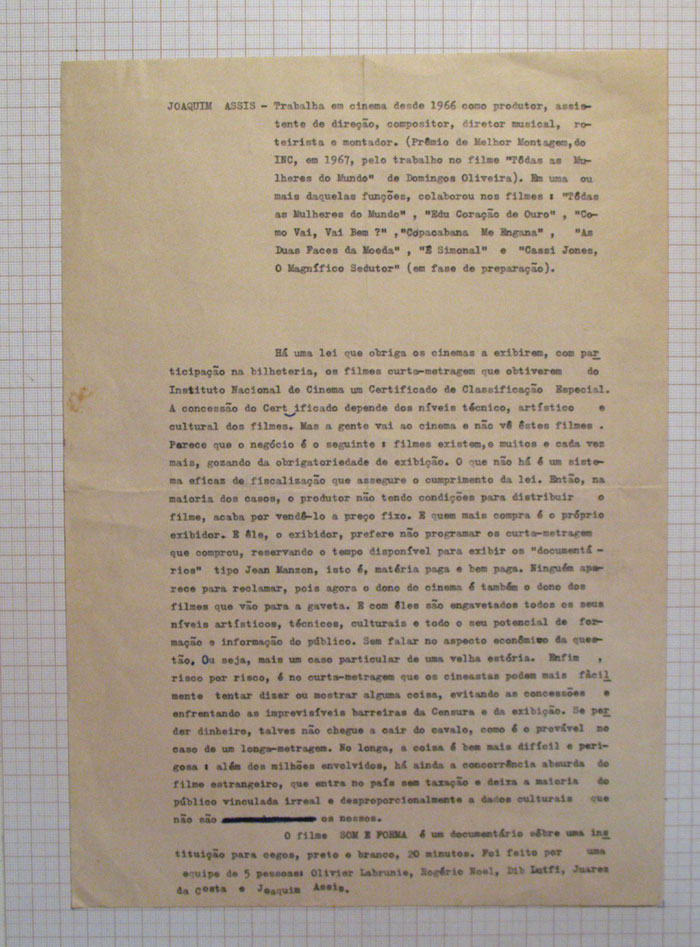 JOAQUIM ASSIS - Trabalha em cinema desde 1966 como produtor, assis-
tente de direção, compositor, diretor musical, ro-
teirista e montador. (Prêmio de Melhor Montagem,do
INC, em 1967, pelo trabalho no filme "Tôdas as Mu-
lheres do Mundo" de Domingos Oliveira). Em uma ou
mais daquelas funções, colaborou nos filmes : "Tôdas
as Mulheres do Mundo" , "Edu Coração de Ouro" , "Co-
mo Vai, Vai Bem ?" ,"Copacabana Me Engana" , "As
Duas Faces da Moeda" , "É Simonal" e "Cassi Jones,
O Magnífico Sedutor" (em fase de preparação).
Há uma lei que obriga os cinemas a exibirem, com par
ticipação na bilheteria, os filmes curta-metragem que obtiverem do
Instituto Nacional de Cinema um Certificado de Classificação Especial.
A concessão do Certificado depende dos níveis técnico, artístico e
cultural dos filmes. Mas a gente vai ao cinema e não vê êstes filmes .
Parece que o negócio é o seguinte : filmes existem,e muitos e cada vez
mais, gozando da obrigatoriedade de exibição. O que não há é um siste-
ma eficaz de fiscalização que assegure o cumprimento da lei. Então, na
maioria dos casos, o produtor não tendo condições para distribuir o
filme, acaba por vendê-lo a preço fixo. E quem mais compra é o próprio
exibidor. E êle, o exibidor, prefere não programar os curta-metragem
que comprou, reservando o tempo disponível para exibir os "documentá -
rios" tipo Jean Manzon, isto é, matéria paga e bem paga. Ninguém apa-
rece para reclamar, pois agora o dono do cinema é também o dono dos
filmes que vão para a gaveta. E com êles são engavetados todos os seus
níveis artísticos, técnicos, culturais e todo o seu potencial de for-
mação e informação do público. Sem falar no aspecto econômico da ques-
tão. Ou seja, mais um caso particular de uma velha estória. Enfim ,
risco por risco, é no curta-metragem que os cineastas podem mais fácil
mente tentar dizer ou mostrar alguma coisa, evitando as concessões e
enfrentando as imprevisíveis barreiras da Censura e da exibição. Se per
der dinheiro, talves não chegue a cair do cavalo, como é o provável no
caso de um longa-metragem. No longa, a coisa é bem mais difícil e peri-
gosa : além dos milhões envolvidos, há ainda a concorrência absurda do
filme estrangeiro, que entra no país sem taxação e deixa a maioria do
público vinculada irreal e desproporcionalmente a dados culturais que
não são os nossos.
O filme SOM E FORMA é um documentário sôbre uma ins
tituição para cegos, preto e branco, 20 minutos. Foi feito por uma
equipe de 5 pessoas: Olivier Labrunie, Rogério Noel, Dib Lutfi, Juarez
da Costa e Joaquim Assis.